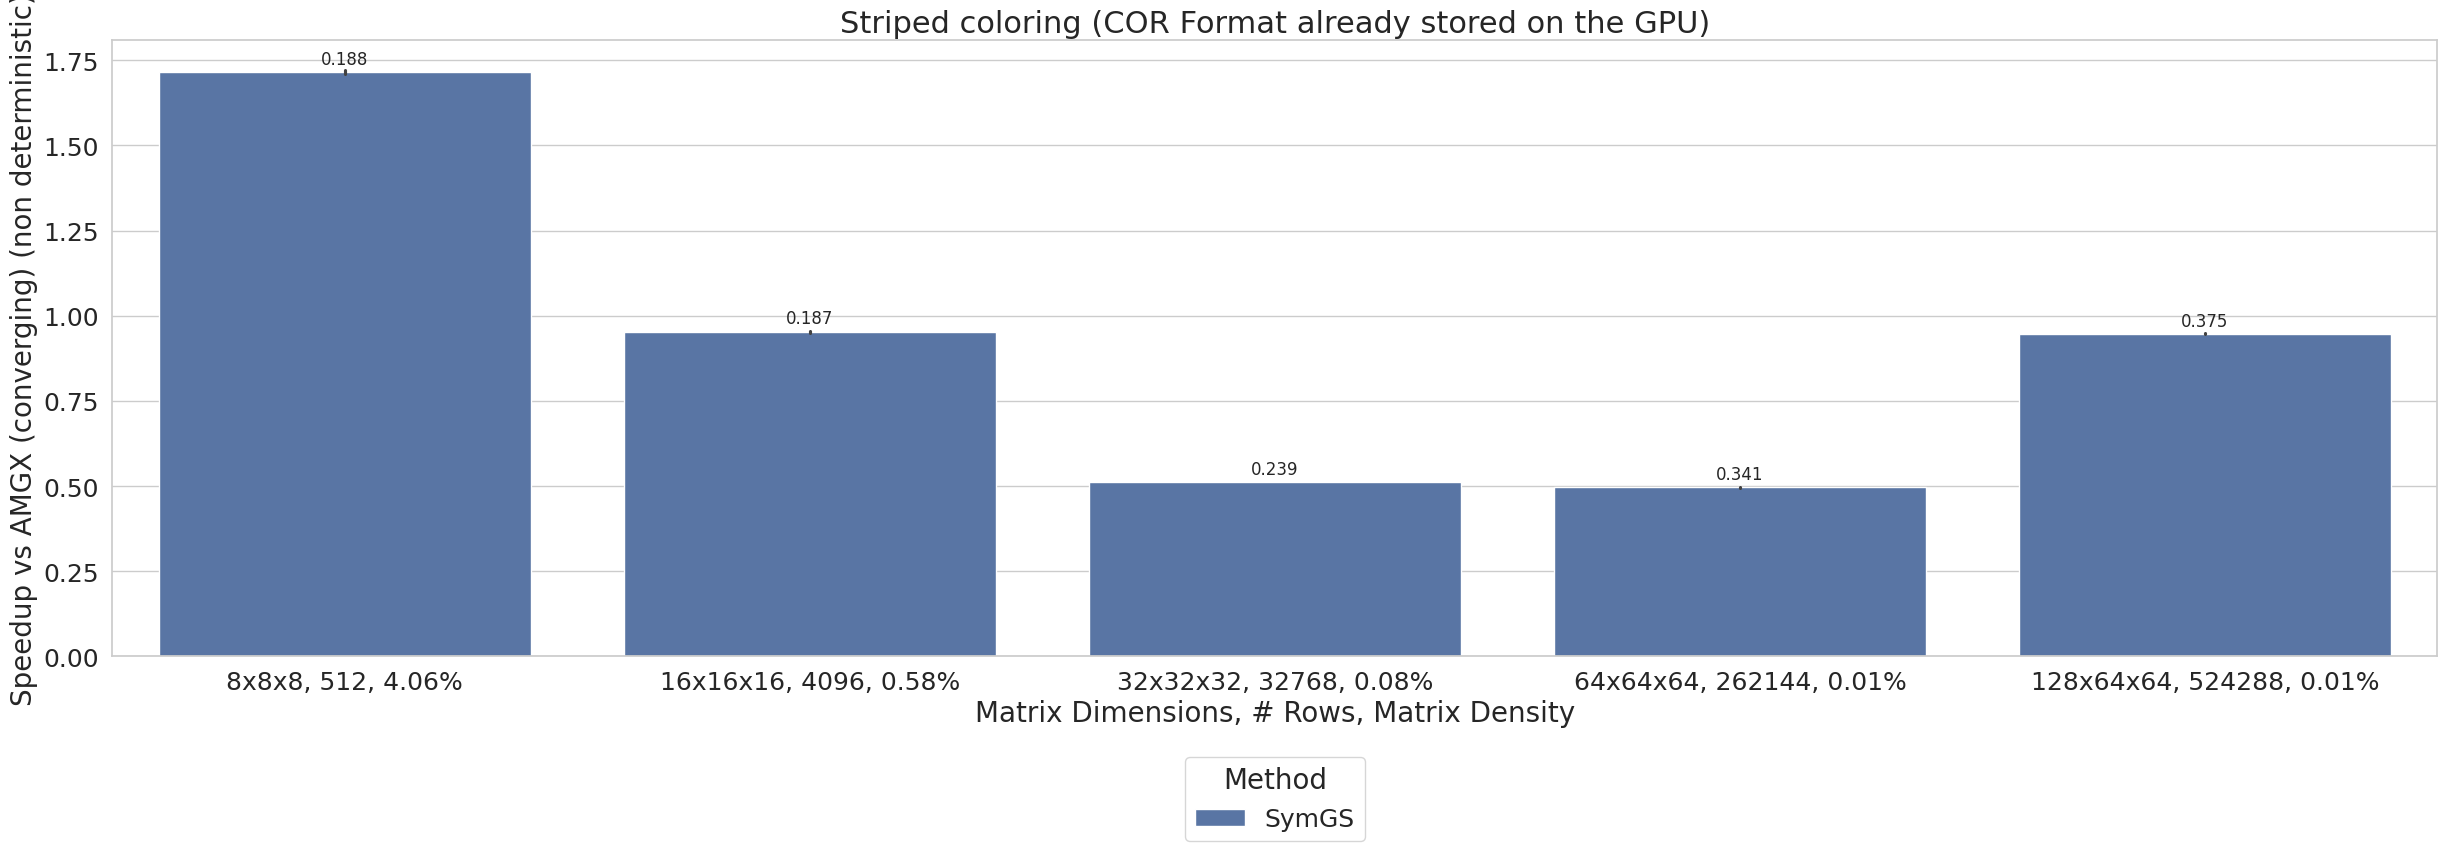 Striped coloring (COR Format already stored on the GPU)
Speedup vs AMGX (converging) (non deterministic)
1.75
1.50
1.25
1.00
0.75
0.50
0.25
0.00
0.188
0.187
0.239
0.341
0.375
8x8x8, 512, 4.06%
16x16x16, 4096, 0.58%
32x32x32, 32768, 0.08%
64x64x64, 262144, 0.01%
128x64x64, 524288, 0.01%
Matrix Dimensions, # Rows, Matrix Density
Method
SymGS